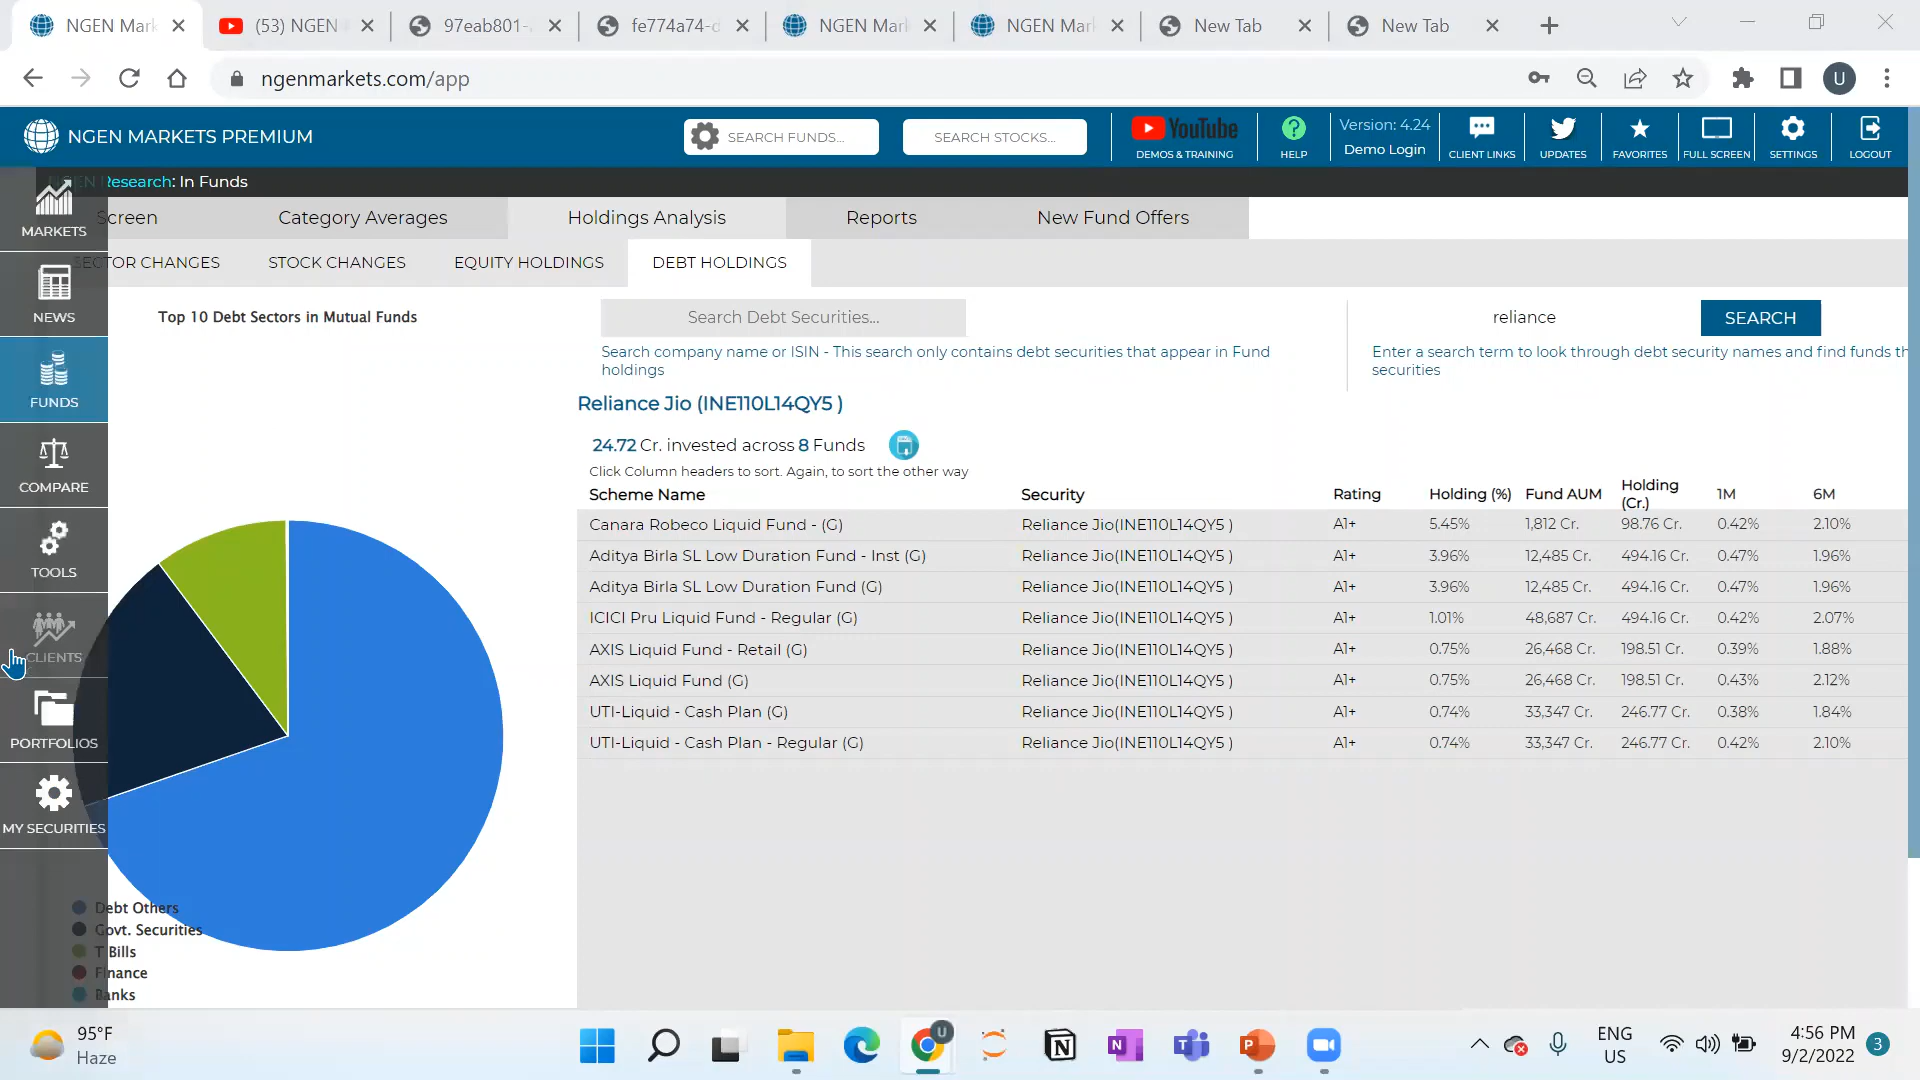 NGEN Mark
(53) NGEN
97eab801-
fe774a74-d
NGEN Mar
NGEN Mar
New Tab
New Tab
ngenmarkets.com/app
U
NGEN MARKETS PREMIUM
SEARCH FUNDS...
SEARCH STOCKS...
YouTube
DEMOS & TRAINING
HELP
Version: 4.24
Demo Login
CLIENT LINKS
UPDATES
FAVORITES
FULL SCREEN
SETTINGS
LOGOUT
NGEN Research: In Funds
Screen
Category Averages
Holdings Analysis
Reports
New Fund Offers
SECTOR CHANGES
STOCK CHANGES
EQUITY HOLDINGS
DEBT HOLDINGS
MARKETS
NEWS
FUNDS
COMPARE
TOOLS
CLIENTS
PORTFOLIOS
MY SECURITIES
Top 10 Debt Sectors in Mutual Funds
Debt Others
Govt. Securities
T Bills
Finance
Banks
Search Debt Securities...
Search company name or ISIN - This search only contains debt securities that appear in Fund
holdings
reliance
SEARCH
Enter a search term to look through debt security names and find funds th
securities
Reliance Jio (INE110L14QY5 )
24.72 Cr. invested across 8 Funds
Click Column headers to sort. Again, to sort the other way
Scheme Name Security Rating Holding (%) Fund AUM Holding (Cr.) 1M 6M
Canara Robeco Liquid Fund - (G) Reliance Jio(INE110L14QY5 ) A1+ 5.45% 1,812 Cr. 98.76 Cr. 0.42% 2.10%
Aditya Birla SL Low Duration Fund - Inst (G) Reliance Jio(INE110L14QY5 ) A1+ 3.96% 12,485 Cr. 494.16 Cr. 0.47% 1.96%
Aditya Birla SL Low Duration Fund (G) Reliance Jio(INE110L14QY5 ) A1+ 3.96% 12,485 Cr. 494.16 Cr. 0.47% 1.96%
ICICI Pru Liquid Fund - Regular (G) Reliance Jio(INE110L14QY5 ) A1+ 1.01% 48,687 Cr. 494.16 Cr. 0.42% 2.07%
AXIS Liquid Fund - Retail (G) Reliance Jio(INE110L14QY5 ) A1+ 0.75% 26,468 Cr. 198.51 Cr. 0.39% 1.88%
AXIS Liquid Fund (G) Reliance Jio(INE110L14QY5 ) A1+ 0.75% 26,468 Cr. 198.51 Cr. 0.43% 2.12%
UTI-Liquid - Cash Plan (G) Reliance Jio(INE110L14QY5 ) A1+ 0.74% 33,347 Cr. 246.77 Cr. 0.38% 1.84%
UTI-Liquid - Cash Plan - Regular (G) Reliance Jio(INE110L14QY5 ) A1+ 0.74% 33,347 Cr. 246.77 Cr. 0.42% 2.10%
95°F
Haze
U
ENG
US
4:56 PM
9/2/2022
3